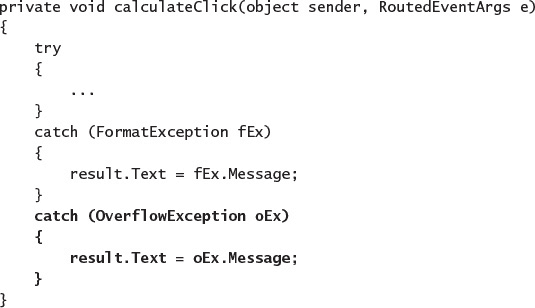 private void calculateClick(object sender, RoutedEventArgs e)
{
    try
    {
        ...
    }
    catch (FormatException fEx)
    {
        result.Text = fEx.Message;
    }
    catch (OverflowException oEx)
    {
        result.Text = oEx.Message;
    }
}